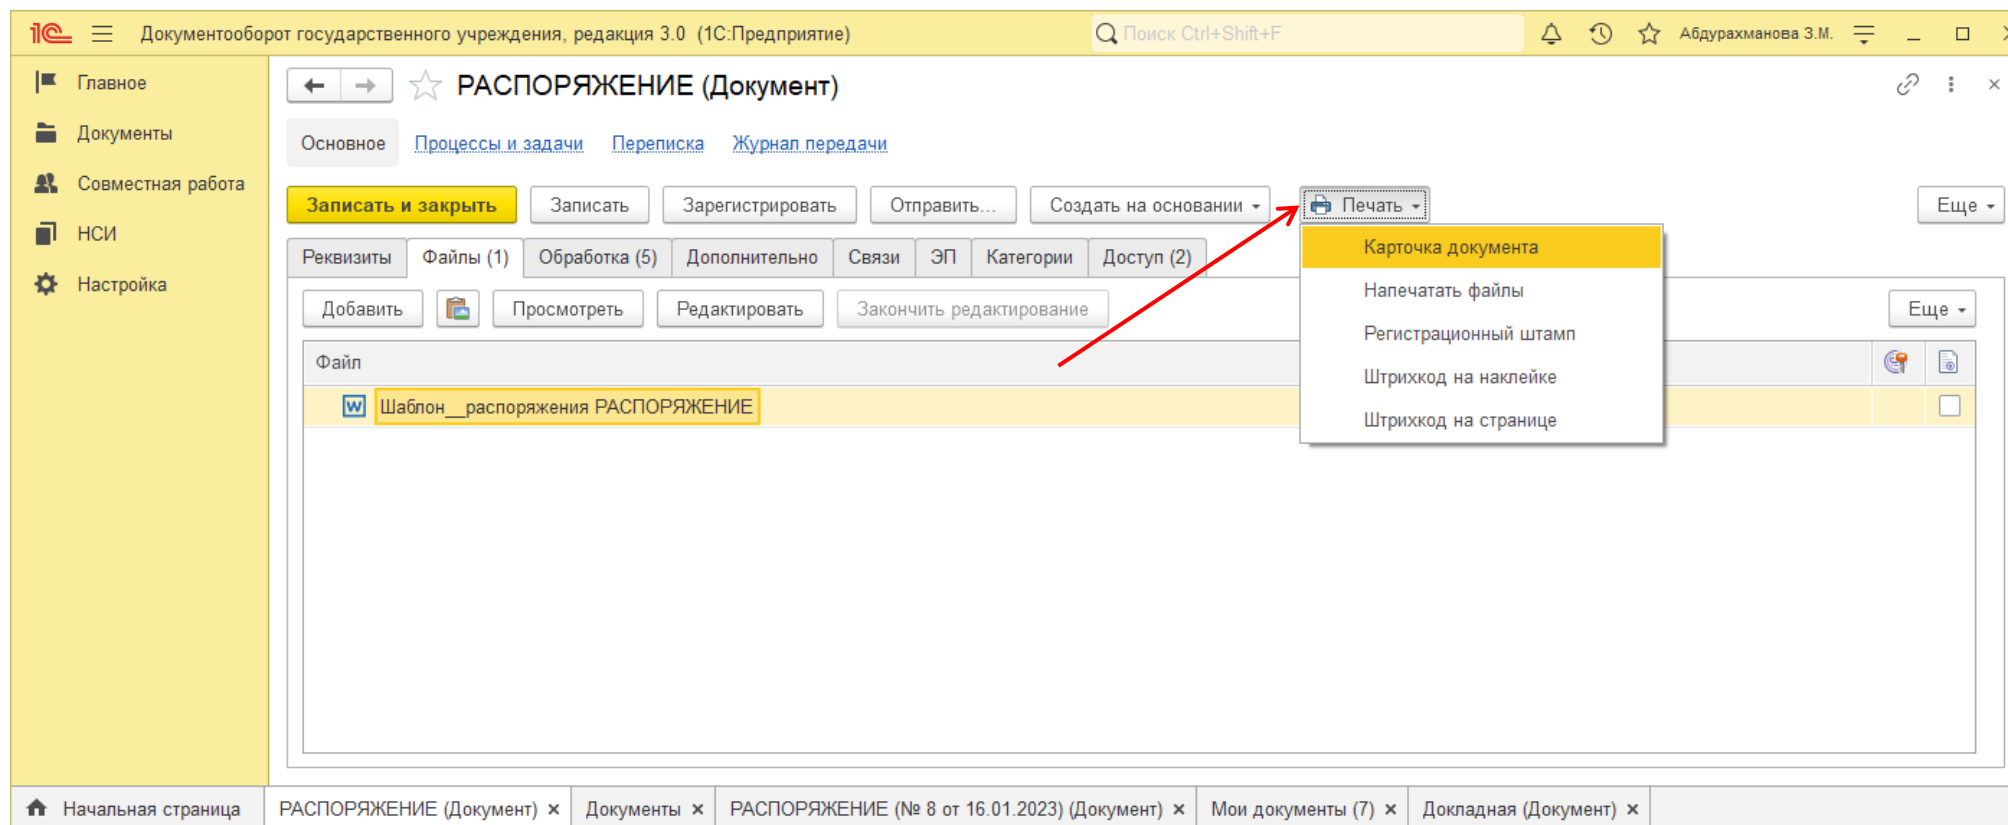 1С Документооборот государственного учреждения, редакция 3.0 (1С:Предприятие) Поиск Ctrl+Shift+F Абдурахманова З.М.
Главное
Документы
Совместная работа
НСИ
Настройка
РАСПОРЯЖЕНИЕ (Документ)
Основное Процессы и задачи Переписка Журнал передачи
Записать и закрыть Записать Зарегистрировать Отправить... Создать на основании Печать Еще
Реквизиты Файлы (1) Обработка (5) Дополнительно Связи ЭП Категории Доступ (2)
Карточка документа
Напечатать файлы
Регистрационный штамп
Штрихкод на наклейке
Штрихкод на странице
Добавить Просмотреть Редактировать Закончить редактирование Еще
Файл
Шаблон__распоряжения РАСПОРЯЖЕНИЕ
Начальная страница РАСПОРЯЖЕНИЕ (Документ) Документы РАСПОРЯЖЕНИЕ (№ 8 от 16.01.2023) (Документ) Мои документы (7) Докладная (Документ)